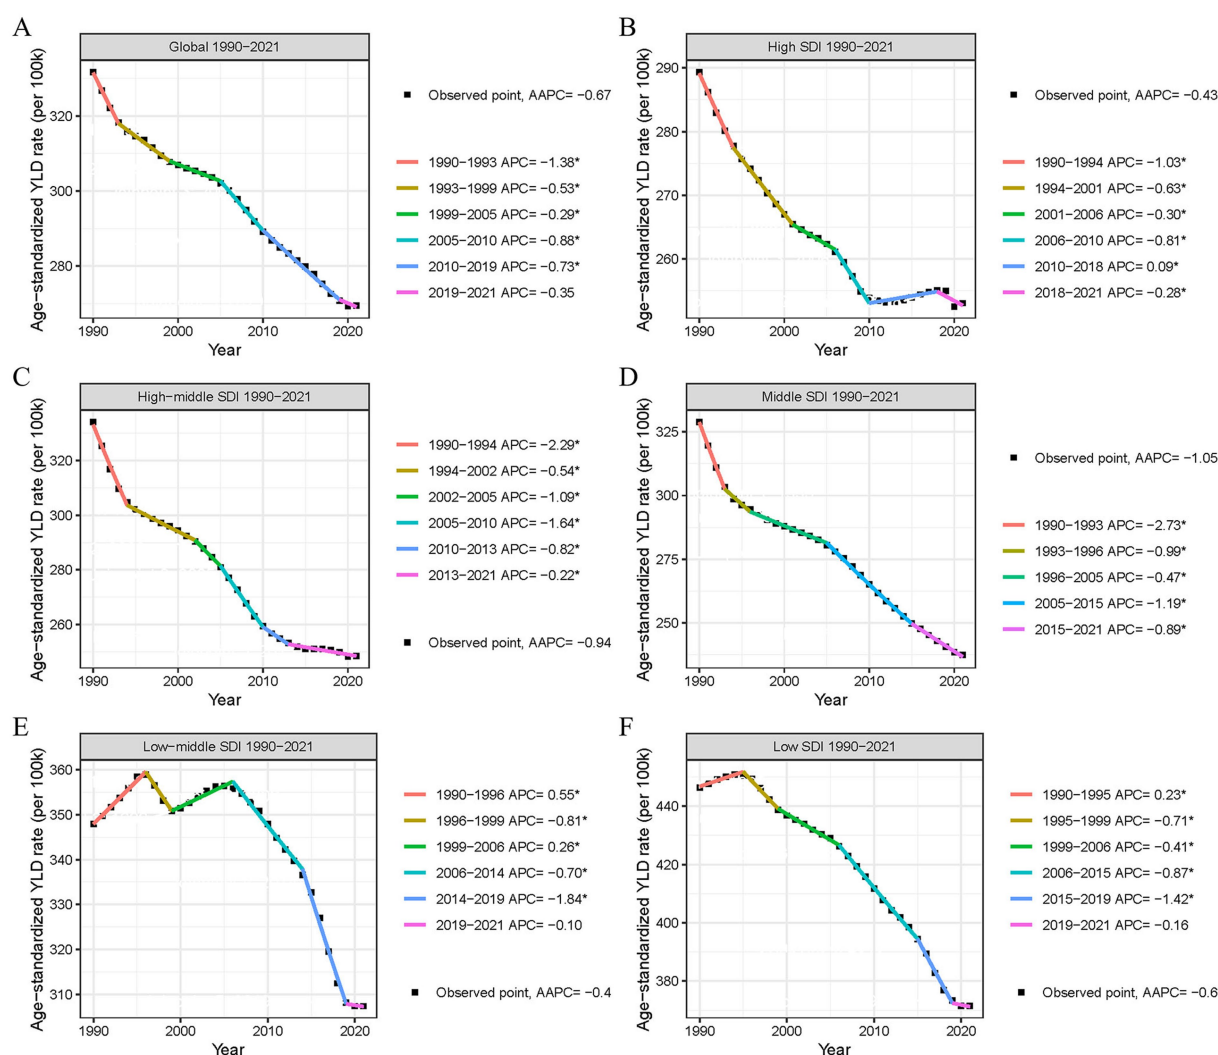 A
Global 1990−2021
Age−standardized YLD rate (per 100k)
320
300
280
1990
2000
2010
2020
Year
Observed point, AAPC= −0.67
1990−1993 APC= −1.38*
1993−1999 APC= −0.53*
1999−2005 APC= −0.29*
2005−2010 APC= −0.88*
2010−2019 APC= −0.73*
2019−2021 APC= −0.35
B
High SDI 1990−2021
Age−standardized YLD rate (per 100k)
290
280
270
260
1990
2000
2010
2020
Year
Observed point, AAPC= −0.43
1990−1994 APC= −1.03*
1994−2001 APC= −0.63*
2001−2006 APC= −0.30*
2006−2010 APC= −0.81*
2010−2018 APC= 0.09*
2018−2021 APC= −0.28*
C
High−middle SDI 1990−2021
Age−standardized YLD rate (per 100k)
320
300
280
260
1990
2000
2010
2020
Year
1990−1994 APC= −2.29*
1994−2002 APC= −0.54*
2002−2005 APC= −1.09*
2005−2010 APC= −1.64*
2010−2013 APC= −0.82*
2013−2021 APC= −0.22*
Observed point, AAPC= −0.94
D
Middle SDI 1990−2021
Age−standardized YLD rate (per 100k)
325
300
275
250
1990
2000
2010
2020
Year
Observed point, AAPC= −1.05
1990−1993 APC= −2.73*
1993−1996 APC= −0.99*
1996−2005 APC= −0.47*
2005−2015 APC= −1.19*
2015−2021 APC= −0.89*
E
Low−middle SDI 1990−2021
Age−standardized YLD rate (per 100k)
360
350
340
330
320
310
1990
2000
2010
2020
Year
1990−1996 APC= 0.55*
1996−1999 APC= −0.81*
1999−2006 APC= 0.26*
2006−2014 APC= −0.70*
2014−2019 APC= −1.84*
2019−2021 APC= −0.10
Observed point, AAPC= −0.4
F
Low SDI 1990−2021
Age−standardized YLD rate (per 100k)
440
420
400
380
1990
2000
2010
2020
Year
1990−1995 APC= 0.23*
1995−1999 APC= −0.71*
1999−2006 APC= −0.41*
2006−2015 APC= −0.87*
2015−2019 APC= −1.42*
2019−2021 APC= −0.16
Observed point, AAPC= −0.6